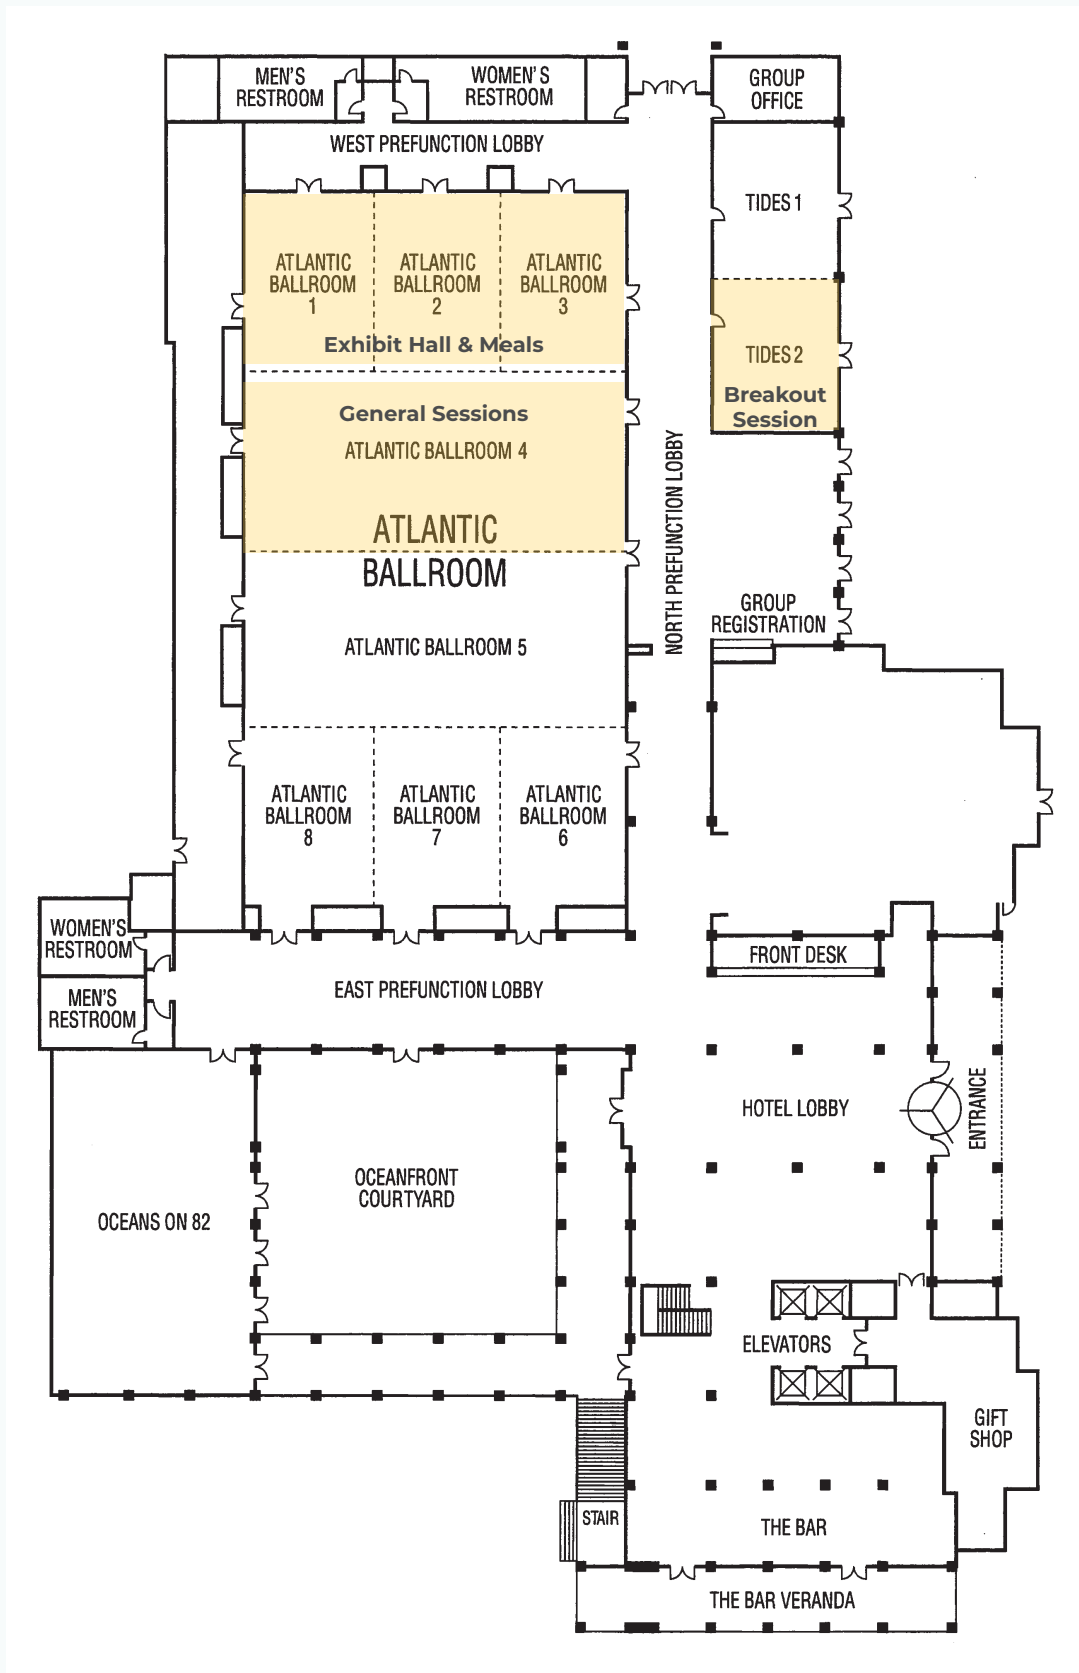 MEN'S
RESTROOM
WOMEN'S
RESTROOM
GROUP
OFFICE
WEST PREFUNCTION LOBBY
TIDES 1
ATLANTIC
BALLROOM
1
ATLANTIC
BALLROOM
2
ATLANTIC
BALLROOM
3
Exhibit Hall & Meals
TIDES 2
Breakout
Session
General Sessions
ATLANTIC BALLROOM 4
ATLANTIC
BALLROOM
NORTH PREFUNCTION LOBBY
GROUP
REGISTRATION
ATLANTIC BALLROOM 5
ATLANTIC
BALLROOM
8
ATLANTIC
BALLROOM
7
ATLANTIC
BALLROOM
6
WOMEN'S
RESTROOM
MEN'S
RESTROOM
EAST PREFUNCTION LOBBY
FRONT DESK
HOTEL LOBBY
ENTRANCE
OCEANFRONT
COURTYARD
OCEANS ON 82
ELEVATORS
GIFT
SHOP
STAIR
THE BAR
THE BAR VERANDA